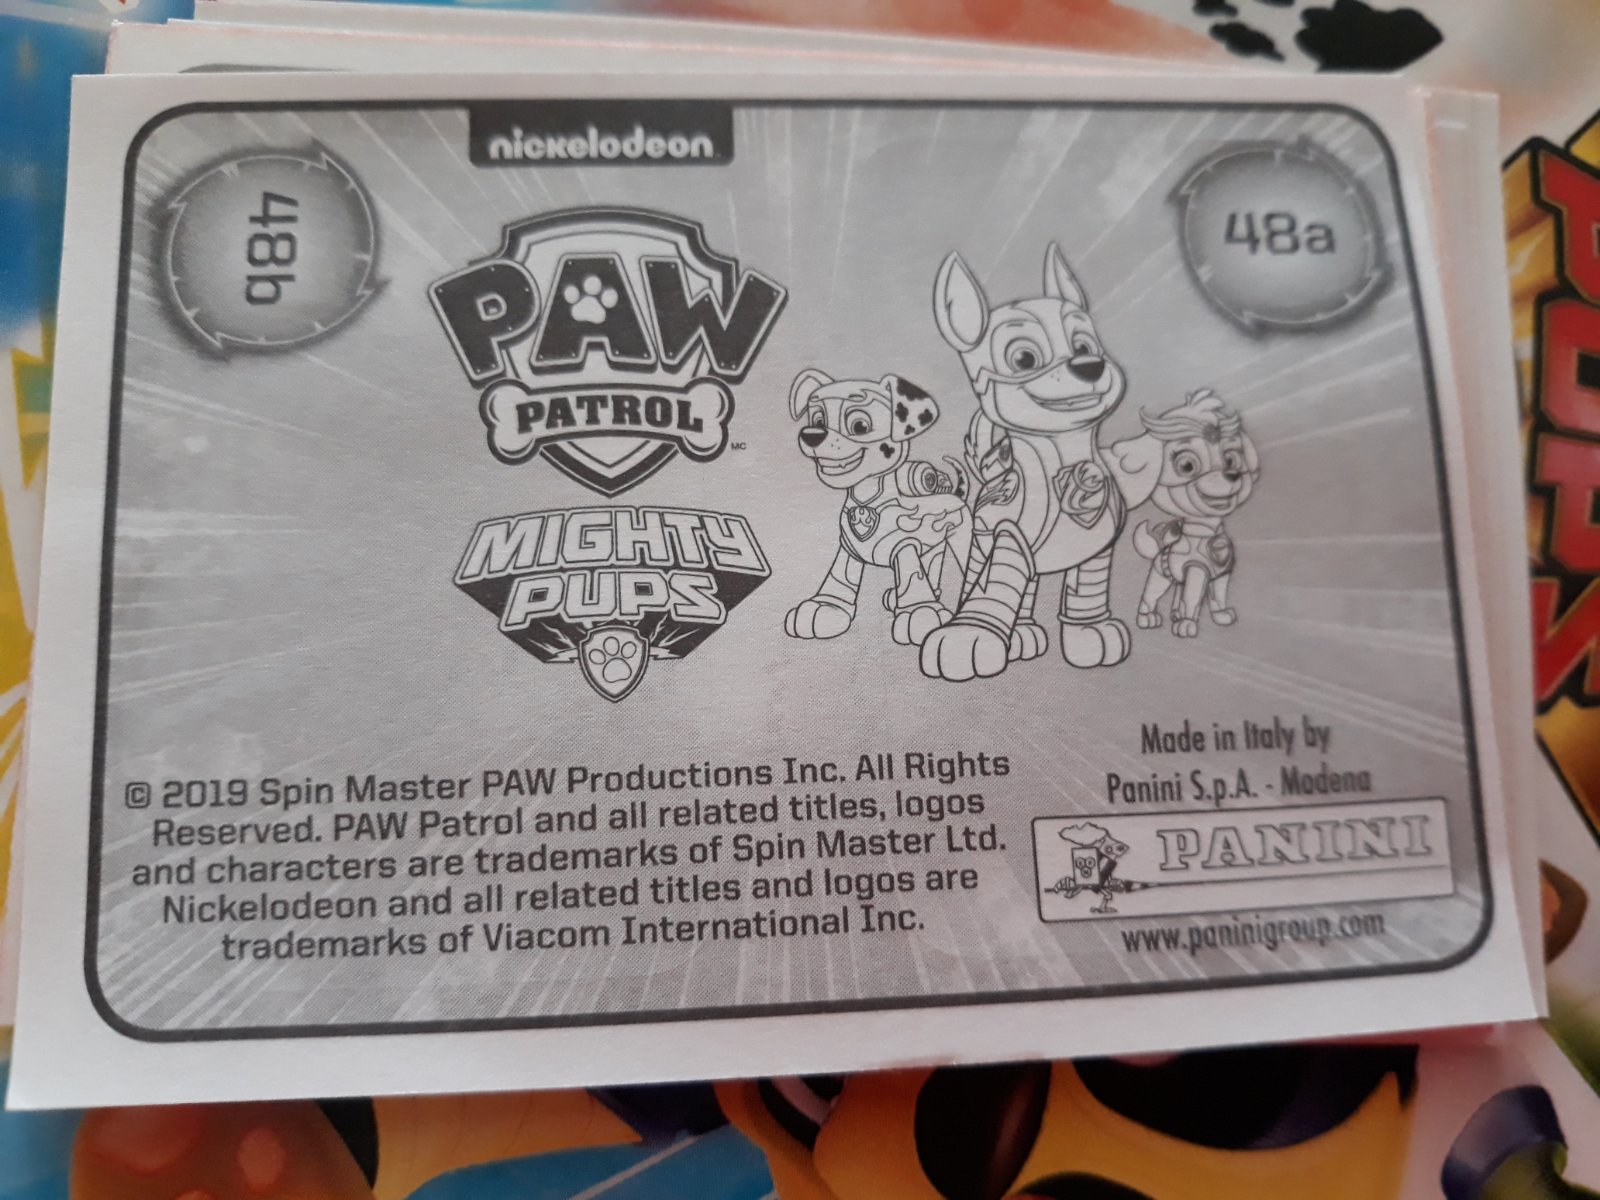 nickelodeon
48b
48a
PAW
PATROL
MC
MIGHTY
PUPS
© 2019 Spin Master PAW Productions Inc. All Rights
Reserved. PAW Patrol and all related titles, logos
and characters are trademarks of Spin Master Ltd.
Nickelodeon and all related titles and logos are
trademarks of Viacom International Inc.
Made in Italy by
Panini S.p.A. - Modena
PANINI
www.paninigroup.com